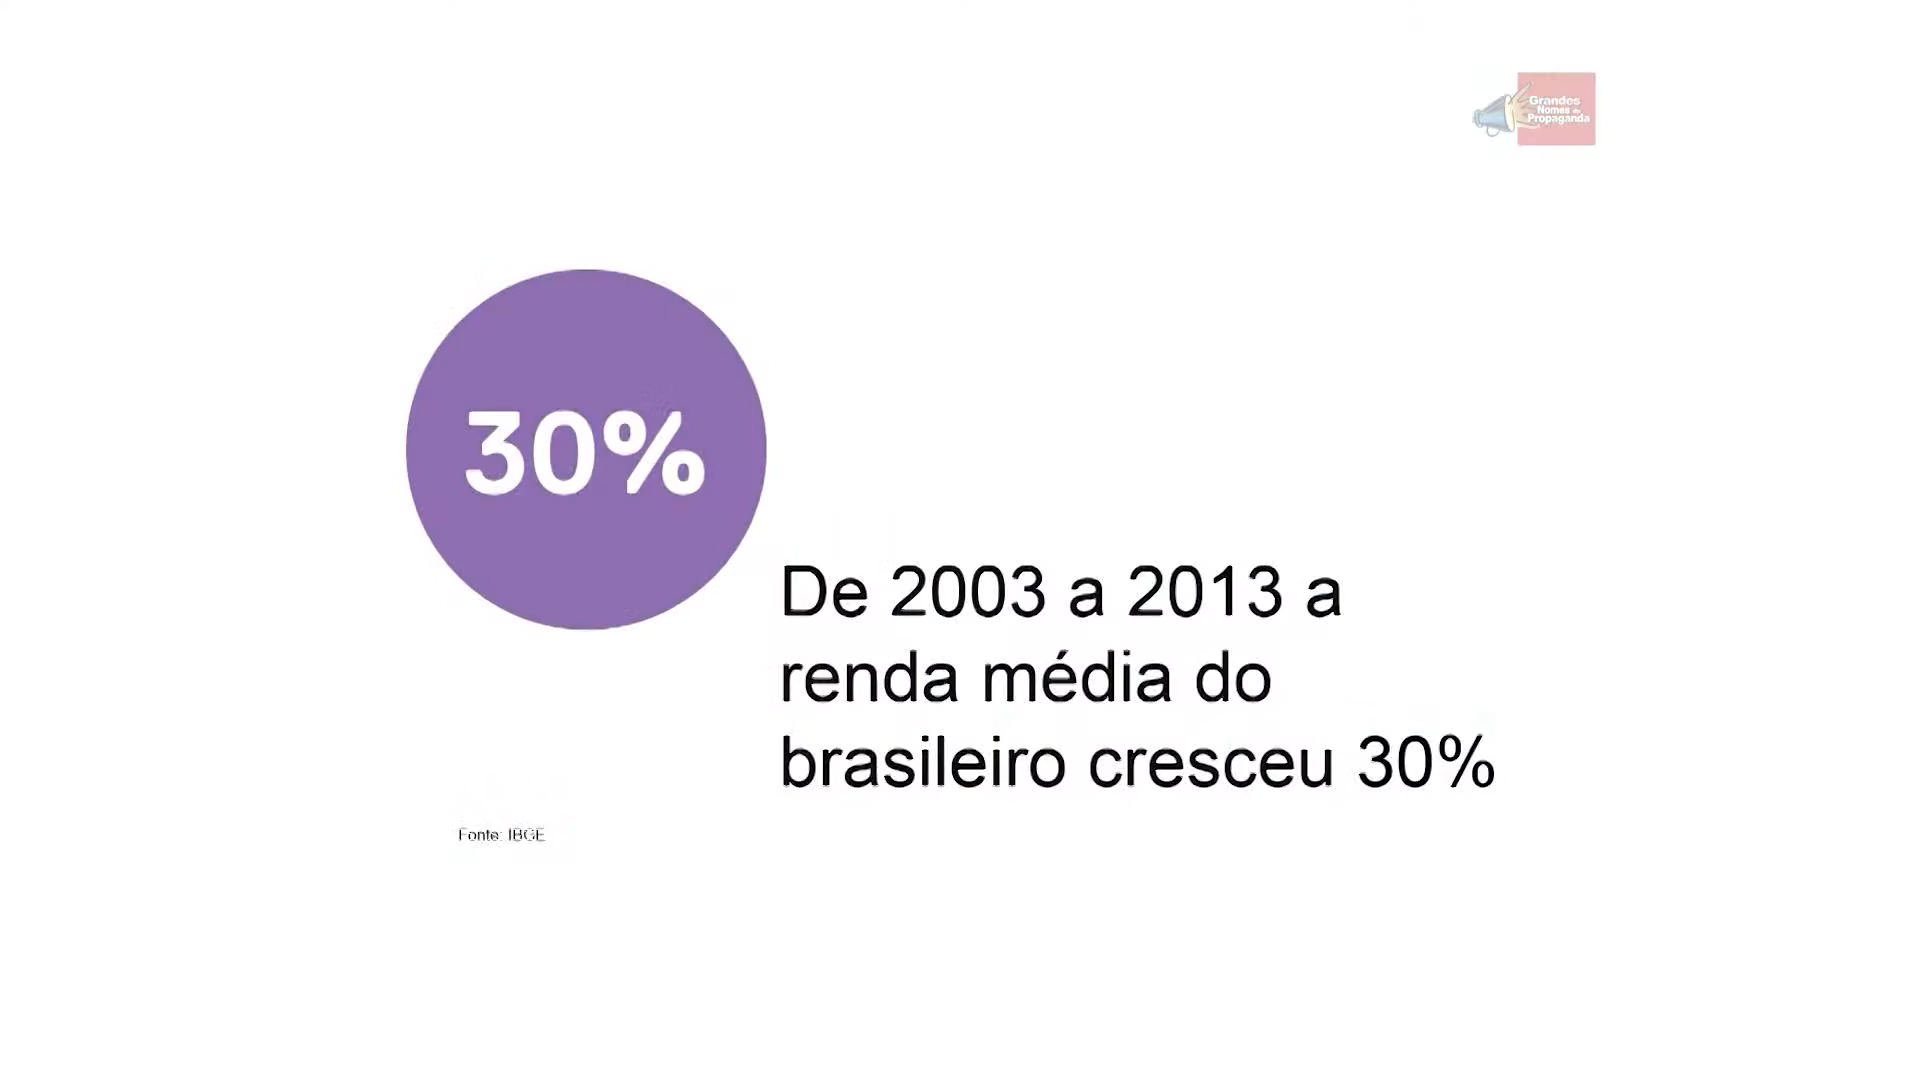 Grandes
Nomes da
Propaganda
30%
De 2003 a 2013 a
renda média do
brasileiro cresceu 30%
Fonte: IBGE